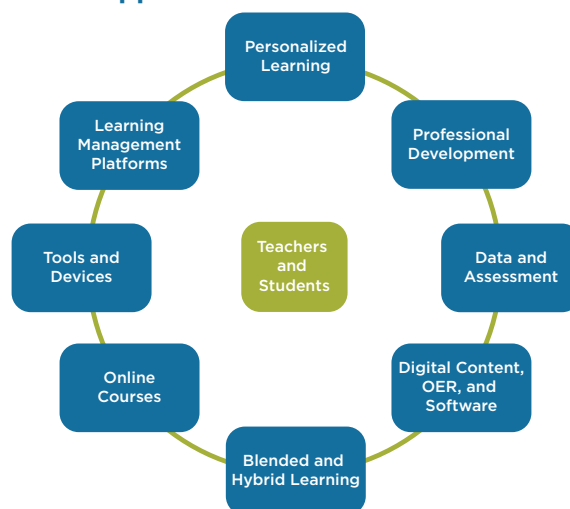 Personalized
Learning
Professional
Development
Data and
Assessment
Digital Content,
OER, and
Software
Blended and
Hybrid Learning
Online
Courses
Tools and
Devices
Learning
Management
Platforms
Teachers
and
Students